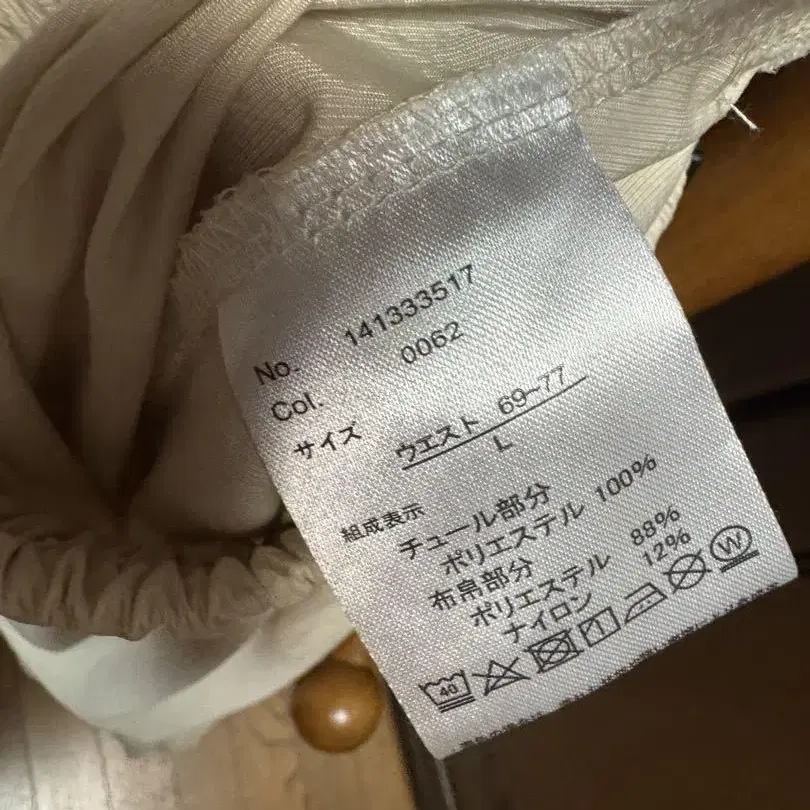 No. 141333517
Col. 0062
サイズ ウエスト 69-77
L
組成表示
チュール部分
ポリエステル 100%
布帛部分
ポリエステル 88%
ナイロン 12%
40 W